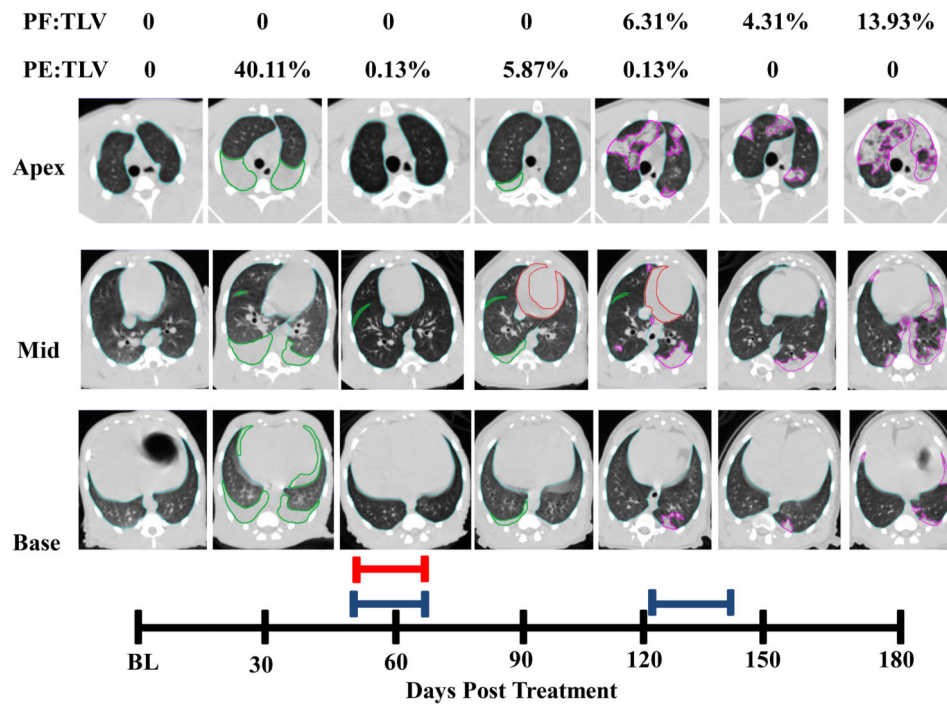 PF:TLV 0 0 0 0 6.31% 4.31% 13.93%
PE:TLV 0 40.11% 0.13% 5.87% 0.13% 0 0
Apex
Mid
Base
BL 30 60 90 120 150 180
Days Post Treatment